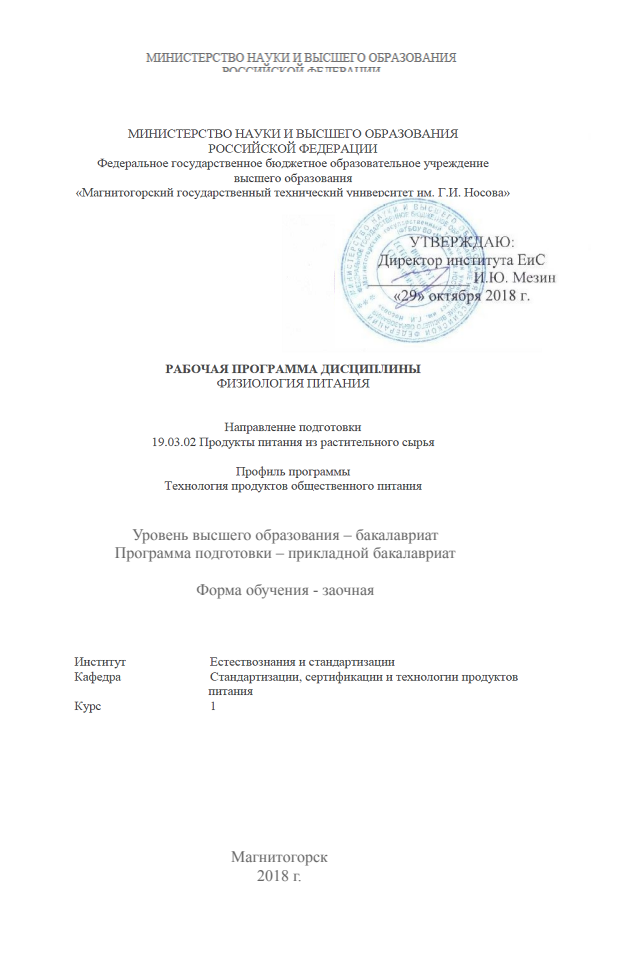 МИНИСТЕРСТВО НАУКИ И ВЫСШЕГО ОБРАЗОВАНИЯ
РОССИЙСКОЙ ФЕДЕРАЦИИ
МИНИСТЕРСТВО НАУКИ И ВЫСШЕГО ОБРАЗОВАНИЯ
РОССИЙСКОЙ ФЕДЕРАЦИИ
Федеральное государственное бюджетное образовательное учреждение
высшего образования
«Магнитогорский государственный технический университет им. Г.И. Носова»
УТВЕРЖДАЮ:
Директор института ЕиС
И.Ю. Мезин
«29» октября 2018 г.
РАБОЧАЯ ПРОГРАММА ДИСЦИПЛИНЫ
ФИЗИОЛОГИЯ ПИТАНИЯ
Направление подготовки
19.03.02 Продукты питания из растительного сырья
Профиль программы
Технология продуктов общественного питания
Уровень высшего образования – бакалавриат
Программа подготовки – прикладной бакалавриат
Форма обучения - заочная
Институт Естествознания и стандартизации
Кафедра Стандартизации, сертификации и технологии продуктов
питания
Курс 1
Магнитогорск
2018 г.